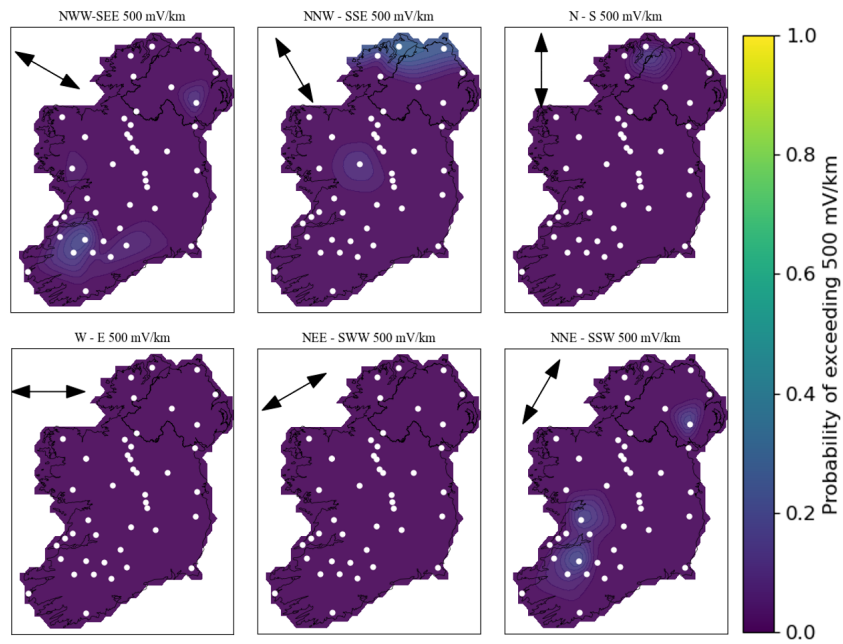 NWW-SEE 500 mV/km
NNW - SSE 500 mV/km
N - S 500 mV/km
W - E 500 mV/km
NEE - SWW 500 mV/km
NNE - SSW 500 mV/km
1.0
0.8
0.6
0.4
0.2
0.0
Probability of exceeding 500 mV/km